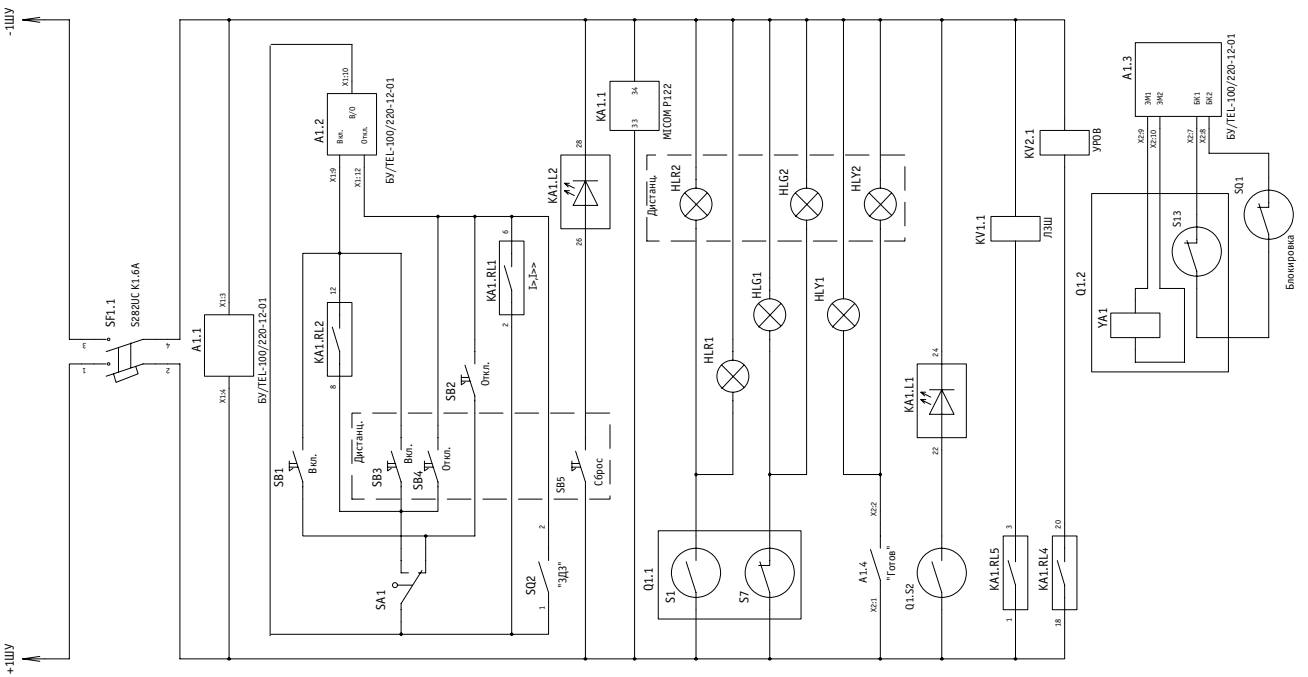 -1ШУ
+1ШУ
3
1
4
2
SF1.1
S282UC K1.6A
X1:3
A1.1
X1:4
БУ/TEL-100/220-12-01
X1:10
A1.2
В/О
Вкл.
Откл.
БУ/TEL-100/220-12-01
X1:9
X1:12
12
KA1.RL2
8
SB1
Вкл.
Дистанц.
SB3
Вкл.
SB4
Откл.
SB2
Откл.
6
KA1.RL1
I>,I>>
2
SA1
2
SQ2
"ЗДЗ"
1
28
KA1.L2
26
SB5
Сброс
KA1.1
34
33
MICOM P122
Дистанц.
HLR2
HLG2
HLY2
HLR1
HLG1
HLY1
Q1.1
S1
S7
X2:2
A1.4
"Готов"
X2:1
24
KA1.L1
22
Q1.S2
KV1.1
ЛЗШ
3
KA1.RL5
1
KV2.1
УРОВ
20
KA1.RL4
18
A1.3
ЭМ1
ЭМ2
БК1
БК2
БУ/TEL-100/220-12-01
X2:9
X2:10
X2:7
X2:8
Q1.2
YA1
S13
SQ1
Блокировка